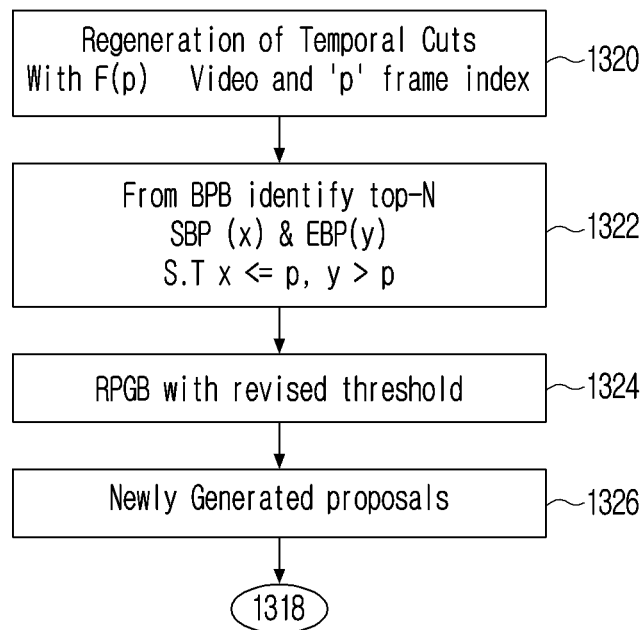 Regeneration of Temporal Cuts
With F(p) Video and 'p' frame index
1320
From BPB identify top-N
SBP (x) & EBP(y)
S.T x <= p, y > p
1322
RPGB with revised threshold
1324
Newly Generated proposals
1326
1318